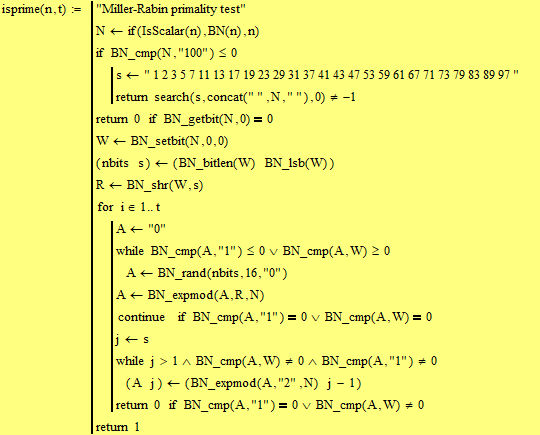 isprime(n,t) := "Miller-Rabin primality test"
N ← if(IsScalar(n),BN(n),n)
if BN_cmp(N,"100") ≤ 0
s ← " 1 2 3 5 7 11 13 17 19 23 29 31 37 41 43 47 53 59 61 67 71 73 79 83 89 97 "
return search(s,concat(" ",N," "),0) ≠ −1
return 0 if BN_getbit(N,0) = 0
W ← BN_setbit(N,0,0)
(nbits s) ← (BN_bitlen(W) BN_lsb(W))
R ← BN_shr(W,s)
for i ∈ 1..t
A ← "0"
while BN_cmp(A,"1") ≤ 0 ∨ BN_cmp(A,W) ≥ 0
A ← BN_rand(nbits,16,"0")
A ← BN_expmod(A,R,N)
continue if BN_cmp(A,"1") = 0 ∨ BN_cmp(A,W) = 0
j ← s
while j > 1 ∧ BN_cmp(A,W) ≠ 0 ∧ BN_cmp(A,"1") ≠ 0
(A j) ← (BN_expmod(A,"2",N) j − 1)
return 0 if BN_cmp(A,"1") = 0 ∨ BN_cmp(A,W) ≠ 0
return 1